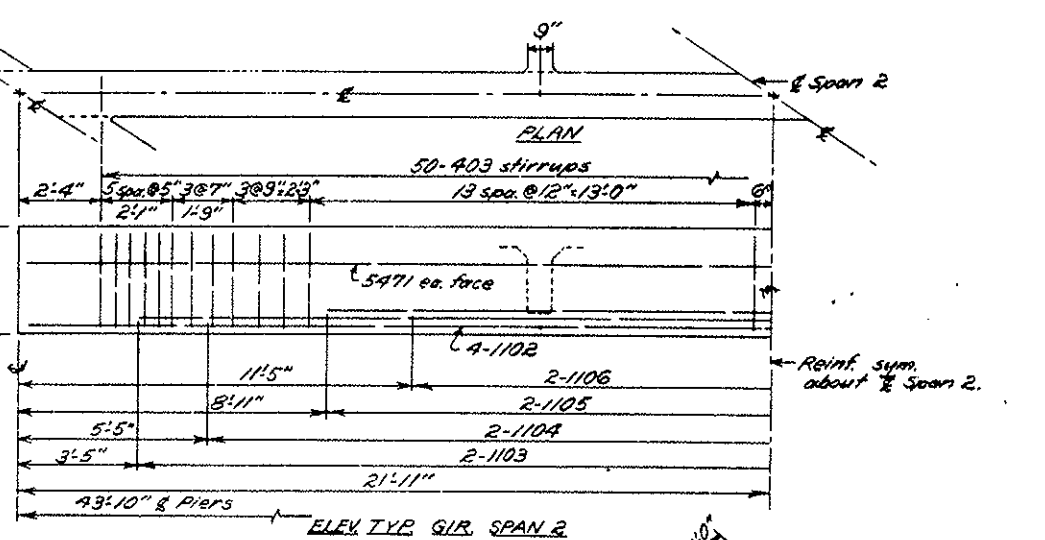 9"
℄ Span 2
℄
℄
℄
PLAN
50-403 stirrups
2'-4" 5 spa.@5" 3@7" 3@9"=2'3" 13 spa.@12"=13'-0" 6"
2'-1" 1'-9"
5471 ea. face
4-1102
Reinf. sym.
about ℄ Span 2.
11'-5" 2-1106
8'-11" 2-1105
5'-5" 2-1104
3'-5" 2-1103
21'-11"
43'-10" ℄ Piers
ELEV. TYP. GIR. SPAN 2